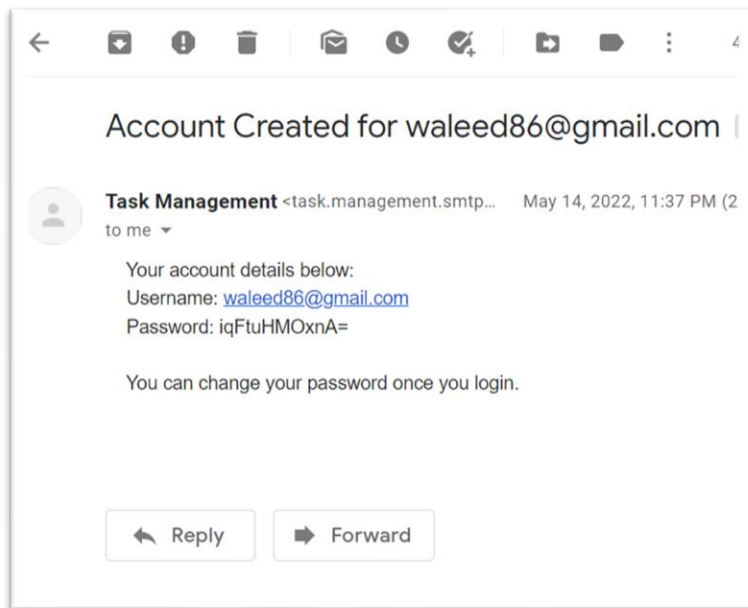 Account Created for waleed86@gmail.com
Task Management <task.management.smtp... May 14, 2022, 11:37 PM (2
to me
Your account details below:
Username: waleed86@gmail.com
Password: iqFtuHMOxnA=
You can change your password once you login.
Reply Forward